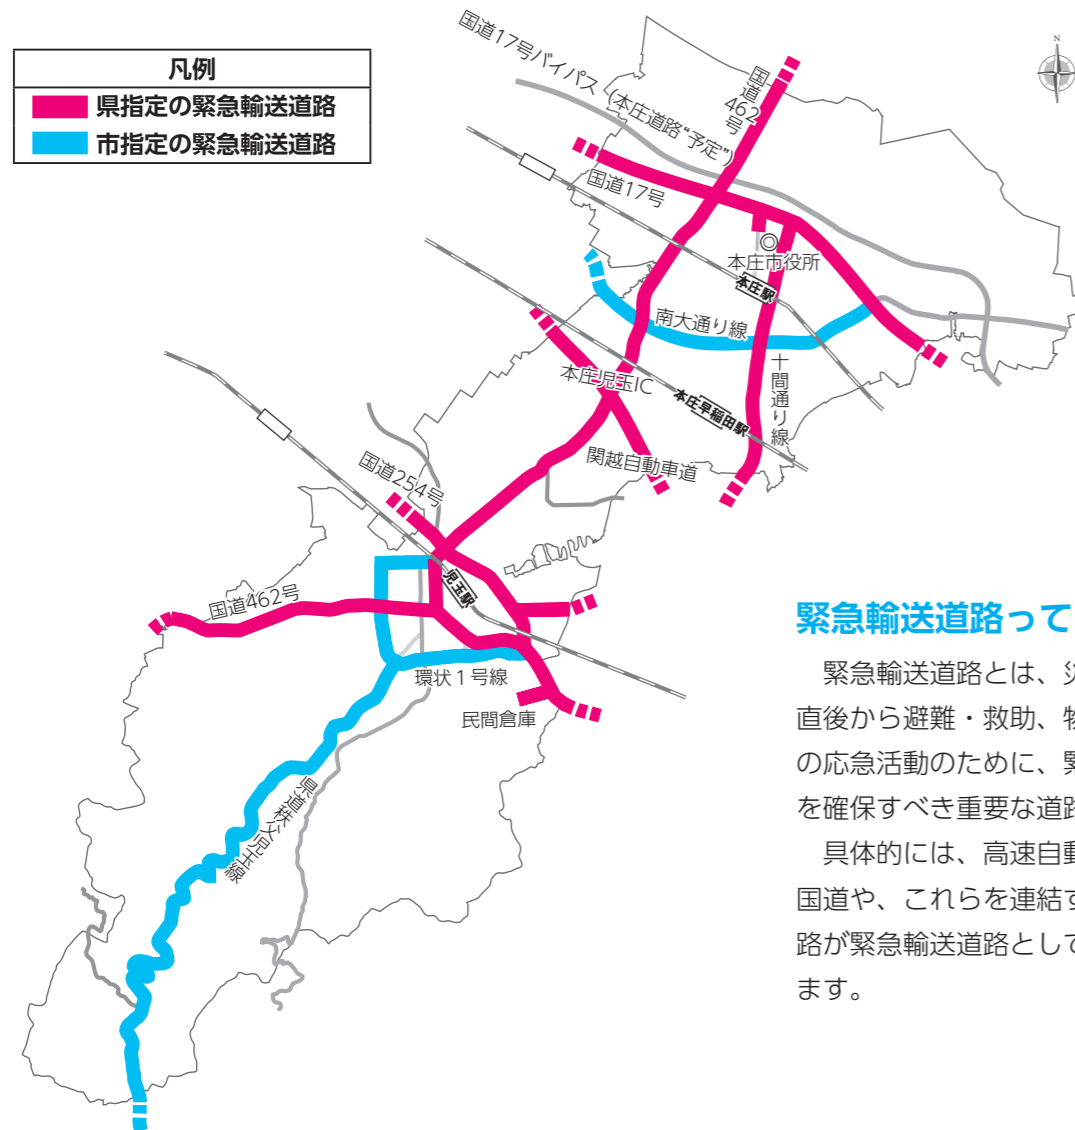 凡例
県指定の緊急輸送道路
市指定の緊急輸送道路
N
国道17号バイパス(本庄道路“予定”)
国道462号
国道17号
本庄市役所
本庄駅
南大通り線
十間通り線
本庄児玉IC
本庄早稲田駅
関越自動車道
国道254号
児玉駅
国道462号
環状1号線
民間倉庫
県道秩父児玉線
緊急輸送道路って
緊急輸送道路とは、災
直後から避難・救助、物
の応急活動のために、緊
を確保すべき重要な道路
具体的には、高速自動
国道や、これらを連結す
路が緊急輸送道路として
ます。